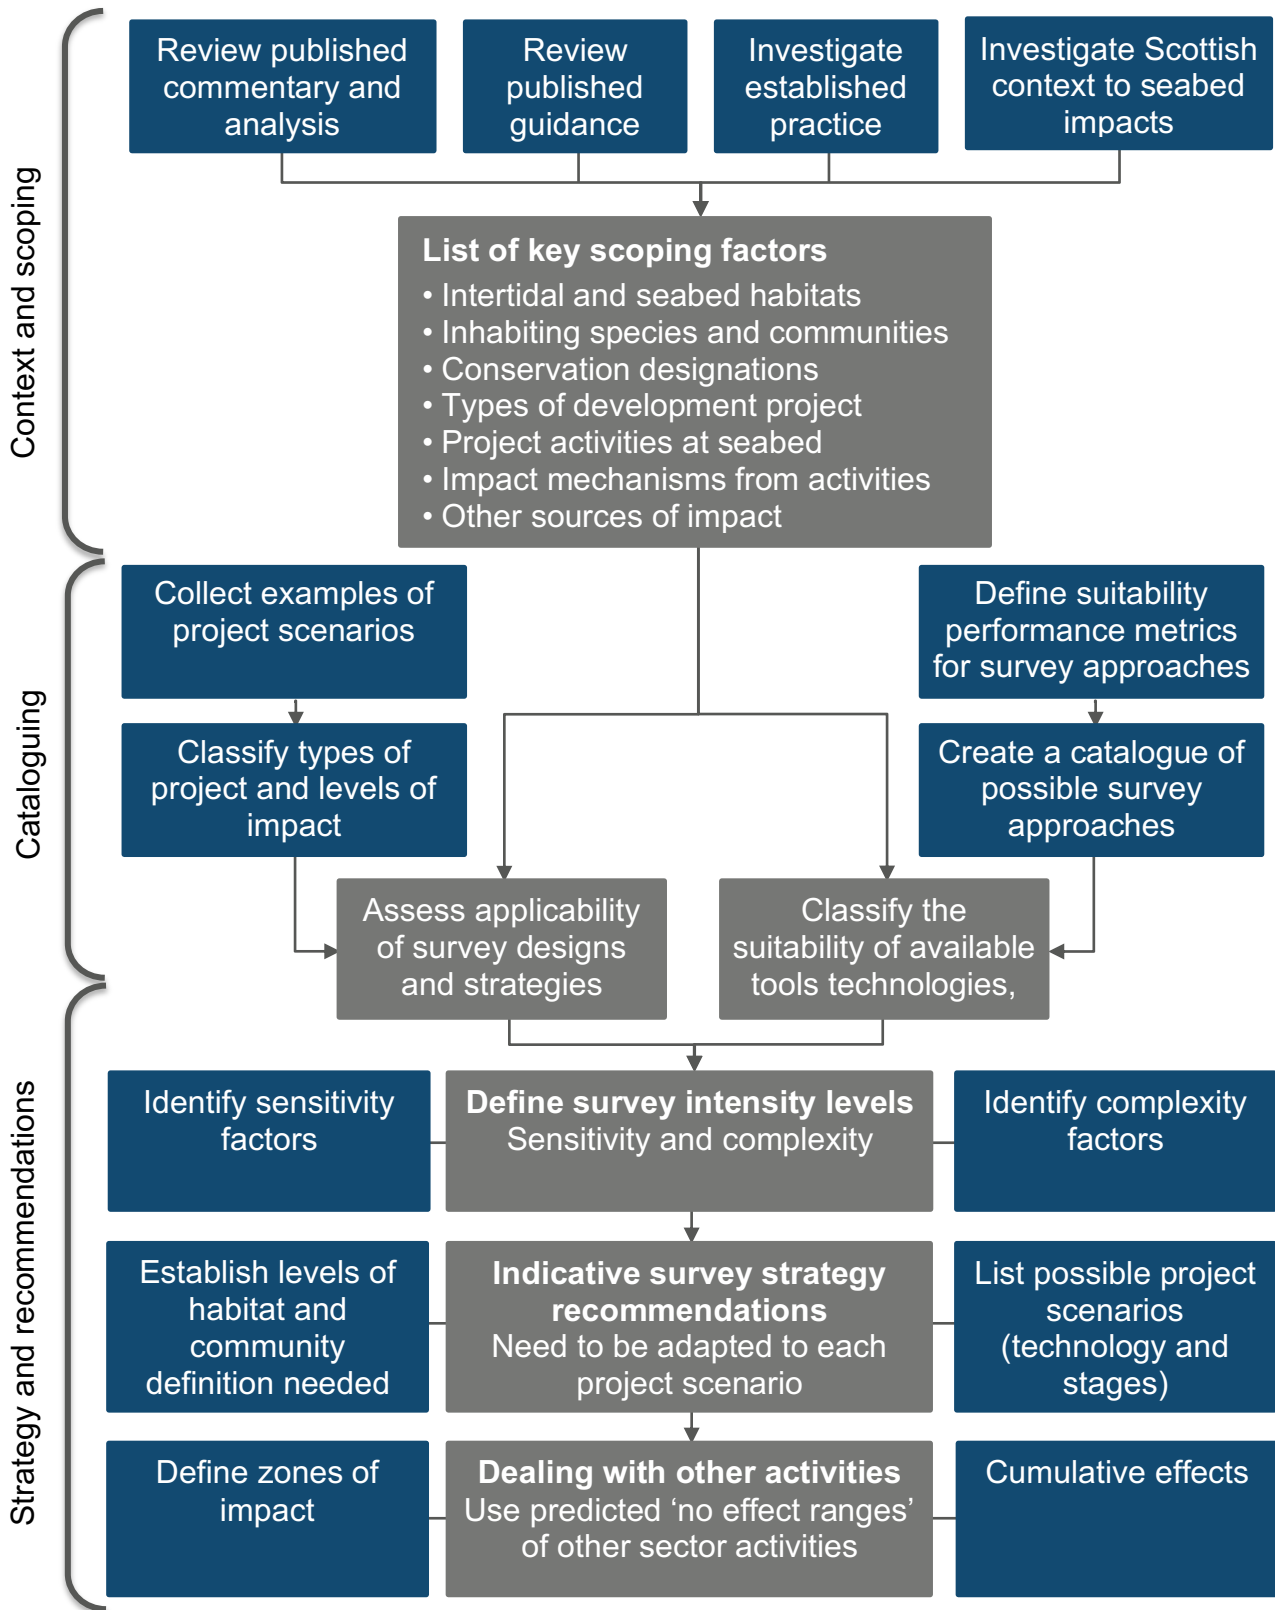 Context and scoping
Review published
commentary and
analysis
Review
published
guidance
Investigate
established
practice
Investigate Scottish
context to seabed
impacts
List of key scoping factors
• Intertidal and seabed habitats
• Inhabiting species and communities
• Conservation designations
• Types of development project
• Project activities at seabed
• Impact mechanisms from activities
• Other sources of impact
Cataloguing
Collect examples of
project scenarios
Define suitability
performance metrics
for survey approaches
Classify types of
project and levels of
impact
Create a catalogue of
possible survey
approaches
Assess applicability
of survey designs
and strategies
Classify the
suitability of available
tools technologies,
Strategy and recommendations
Identify sensitivity
factors
Define survey intensity levels
Sensitivity and complexity
Identify complexity
factors
Establish levels of
habitat and
community
definition needed
Indicative survey strategy
recommendations
Need to be adapted to each
project scenario
List possible project
scenarios
(technology and
stages)
Define zones of
impact
Dealing with other activities
Use predicted ‘no effect ranges’
of other sector activities
Cumulative effects